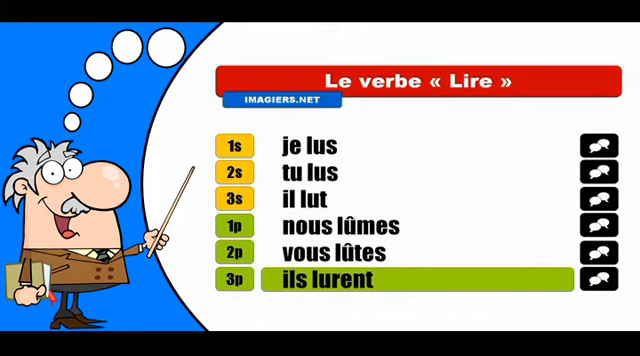 Le verbe « Lire »
IMAGIERS.NET
1s je lus
2s tu lus
3s il lut
1p nous lûmes
2p vous lûtes
3p ils lurent